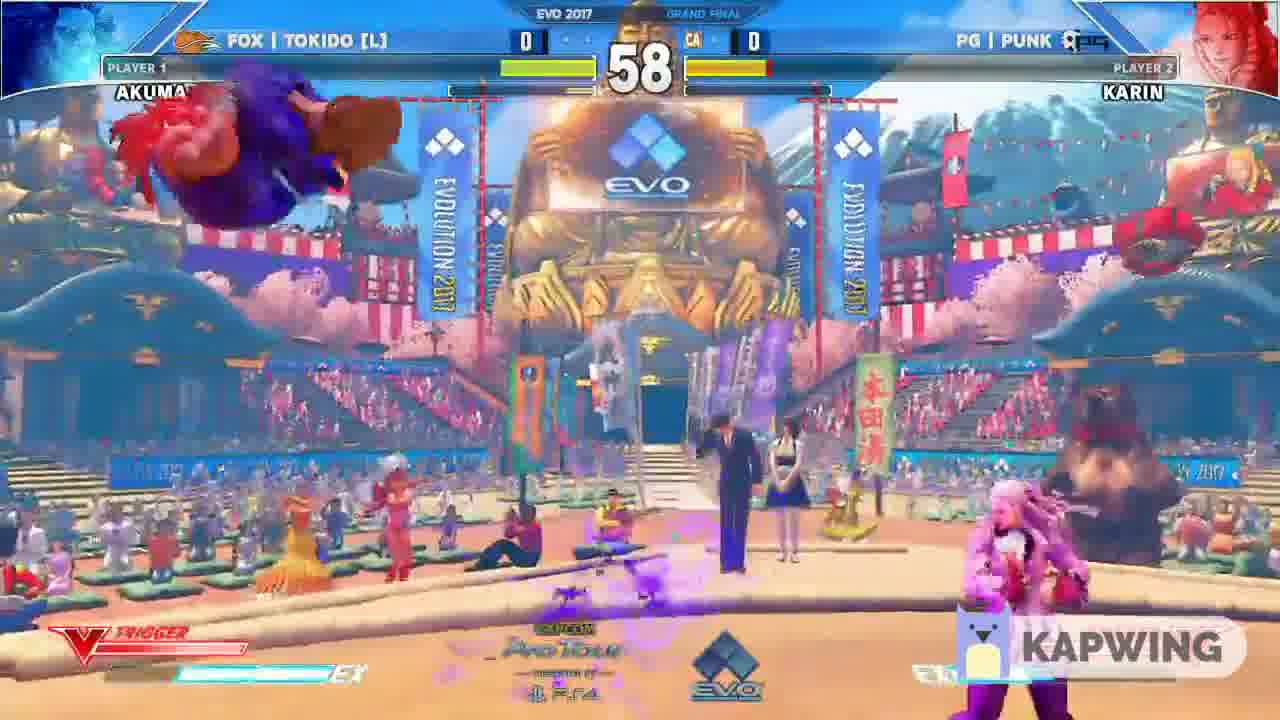 EVO 2017
GRAND FINAL
FOX | TOKIDO [L]
0
CA
0
PG | PUNK
58
PLAYER 1
PLAYER 2
AKUMA
KARIN
EVO
EVOLUTION 2017
EVOLUTION 2017
V TRIGGER
EX
CAPCOM
Pro Tour
PS4
EVO
KAPWING